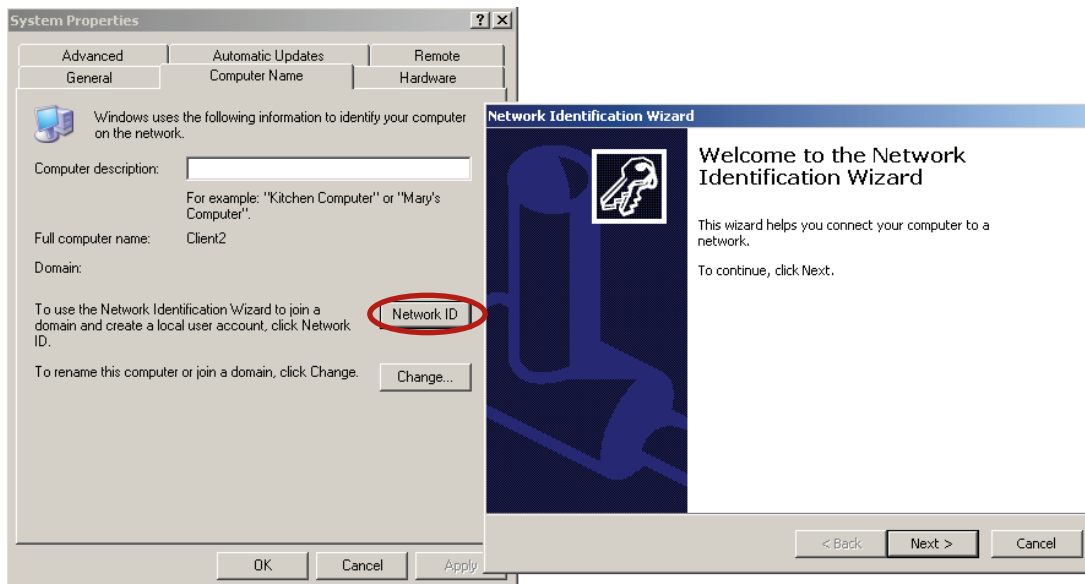 System Properties
Advanced
Automatic Updates
Remote
General
Computer Name
Hardware
Windows uses the following information to identify your computer
on the network.
Computer description:
For example: "Kitchen Computer" or "Mary's
Computer".
Full computer name:
Client2
Domain:
To use the Network Identification Wizard to join a
domain and create a local user account, click Network
ID.
Network ID
To rename this computer or join a domain, click Change.
Change...
OK
Cancel
Apply
Network Identification Wizard
Welcome to the Network
Identification Wizard
This wizard helps you connect your computer to a
network.
To continue, click Next.
< Back
Next >
Cancel